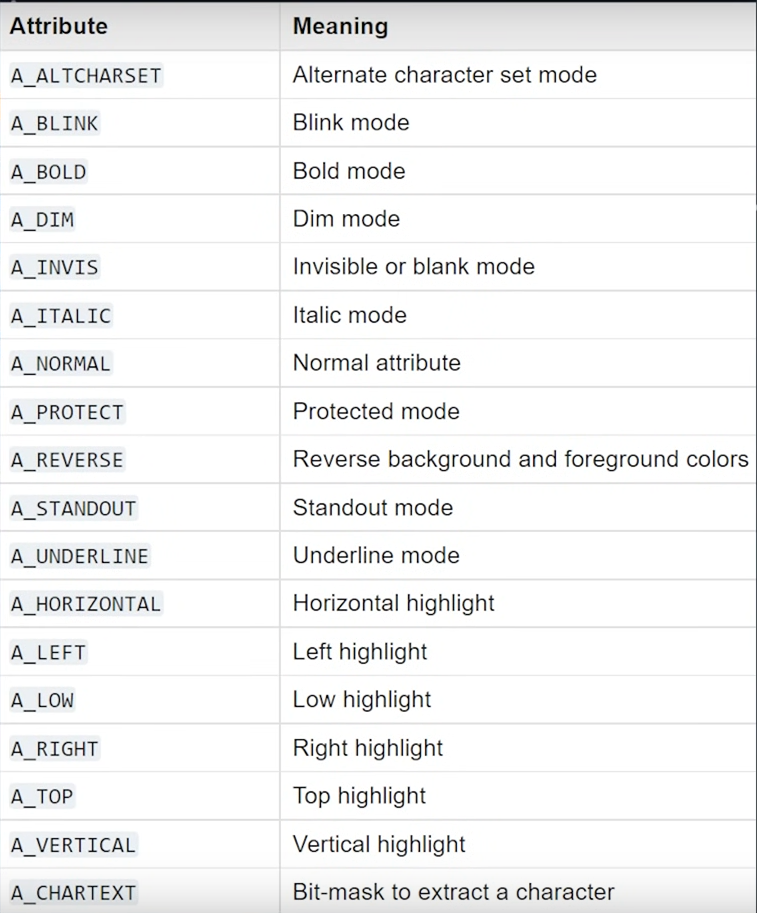 Attribute Meaning
A_ALTCHARSET Alternate character set mode
A_BLINK Blink mode
A_BOLD Bold mode
A_DIM Dim mode
A_INVIS Invisible or blank mode
A_ITALIC Italic mode
A_NORMAL Normal attribute
A_PROTECT Protected mode
A_REVERSE Reverse background and foreground colors
A_STANDOUT Standout mode
A_UNDERLINE Underline mode
A_HORIZONTAL Horizontal highlight
A_LEFT Left highlight
A_LOW Low highlight
A_RIGHT Right highlight
A_TOP Top highlight
A_VERTICAL Vertical highlight
A_CHARTEXT Bit-mask to extract a character